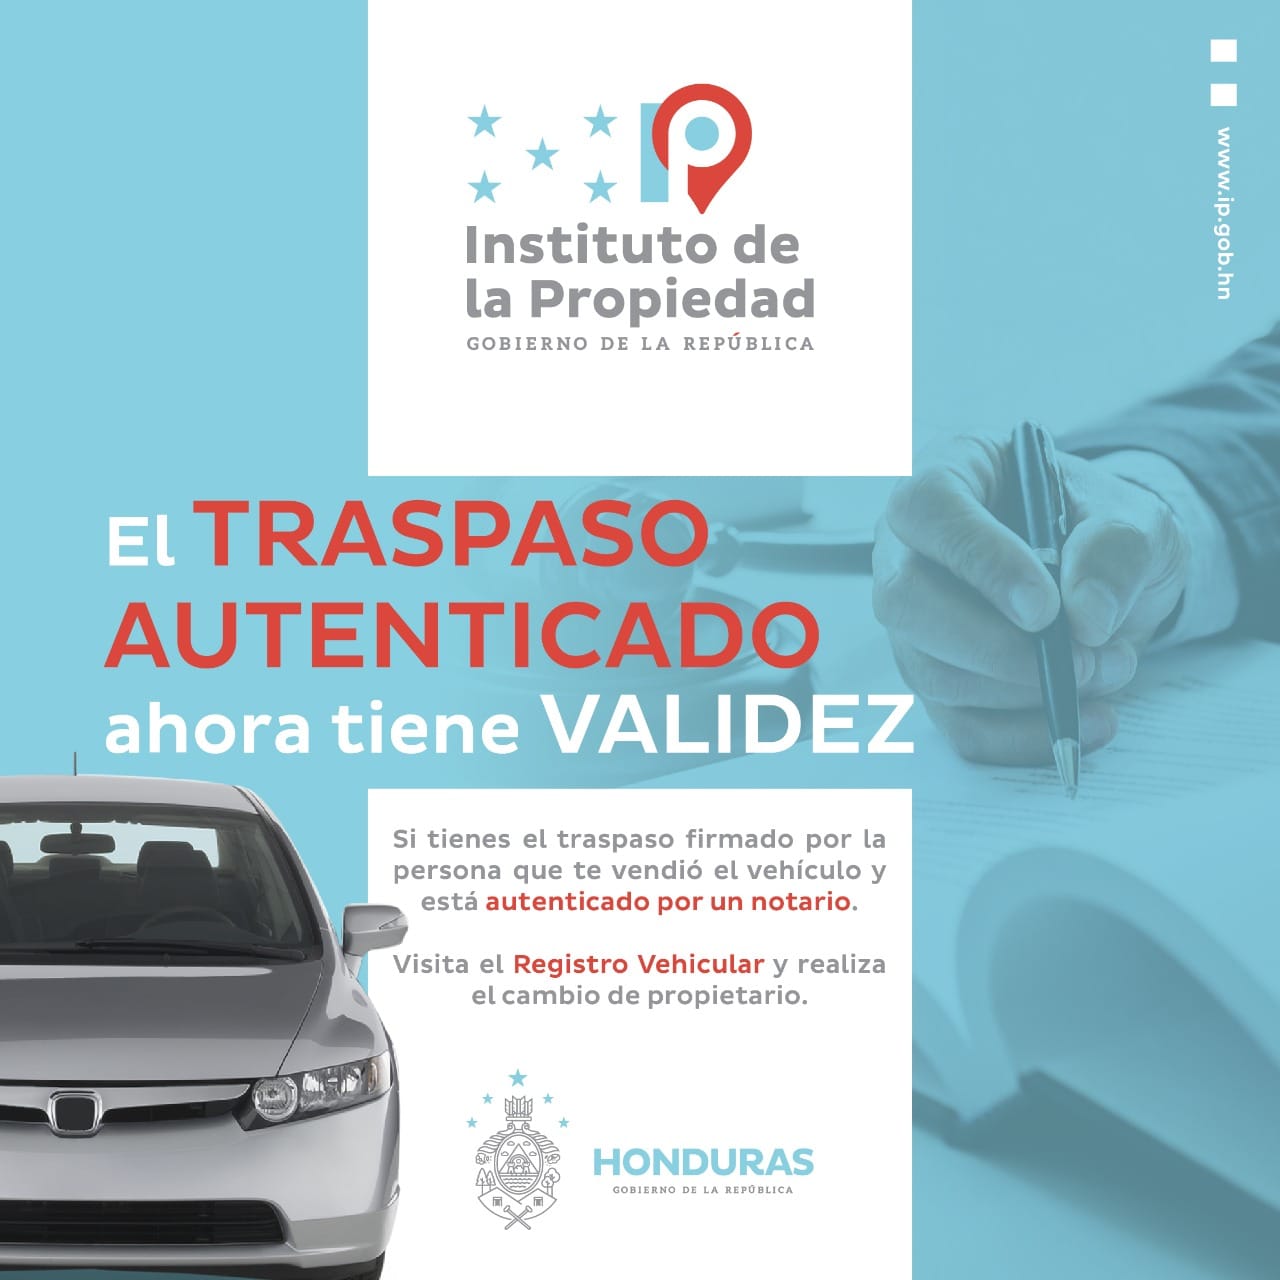 IP
Instituto de
la Propiedad
GOBIERNO DE LA REPÚBLICA
www.ip.gob.hn
El TRASPASO
AUTENTICADO
ahora tiene VALIDEZ
Si tienes el traspaso firmado por la
persona que te vendió el vehículo y
está autenticado por un notario.
Visita el Registro Vehicular y realiza
el cambio de propietario.
HONDURAS
GOBIERNO DE LA REPÚBLICA